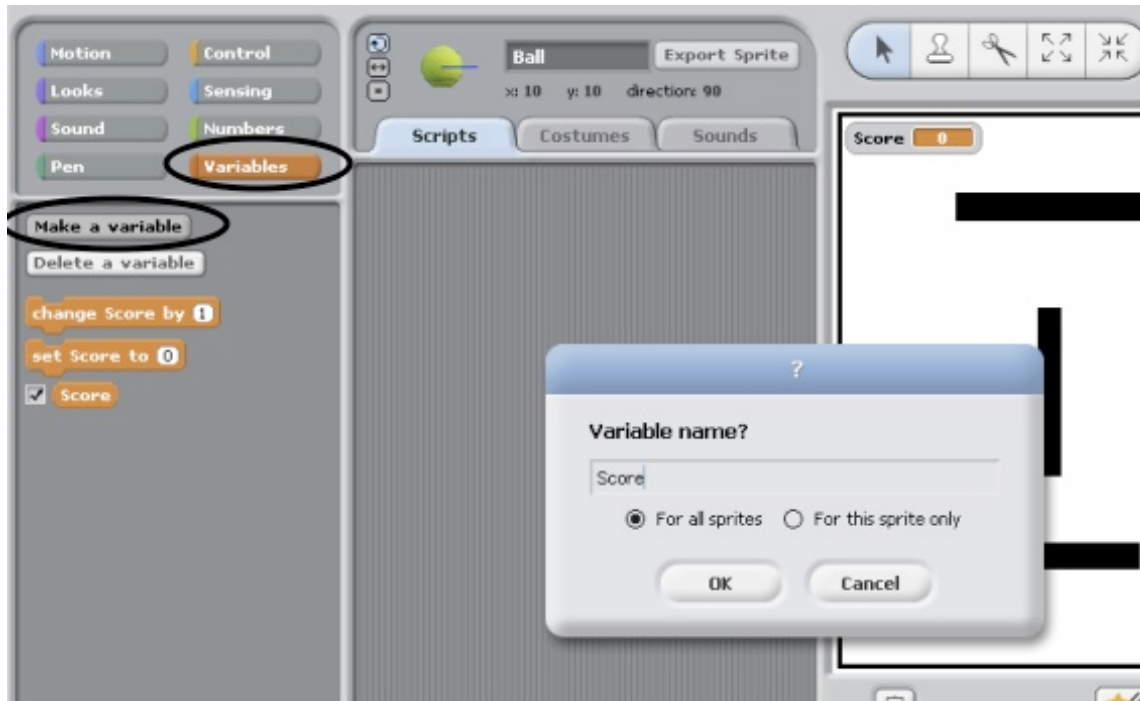 Motion Control
Looks Sensing
Sound Numbers
Pen Variables
Make a variable
Delete a variable
change Score by 1
set Score to 0
Score
Ball Export Sprite
x: 10 y: 10 direction: 90
Scripts Costumes Sounds
Score 0
?
Variable name?
Score
For all sprites For this sprite only
OK Cancel